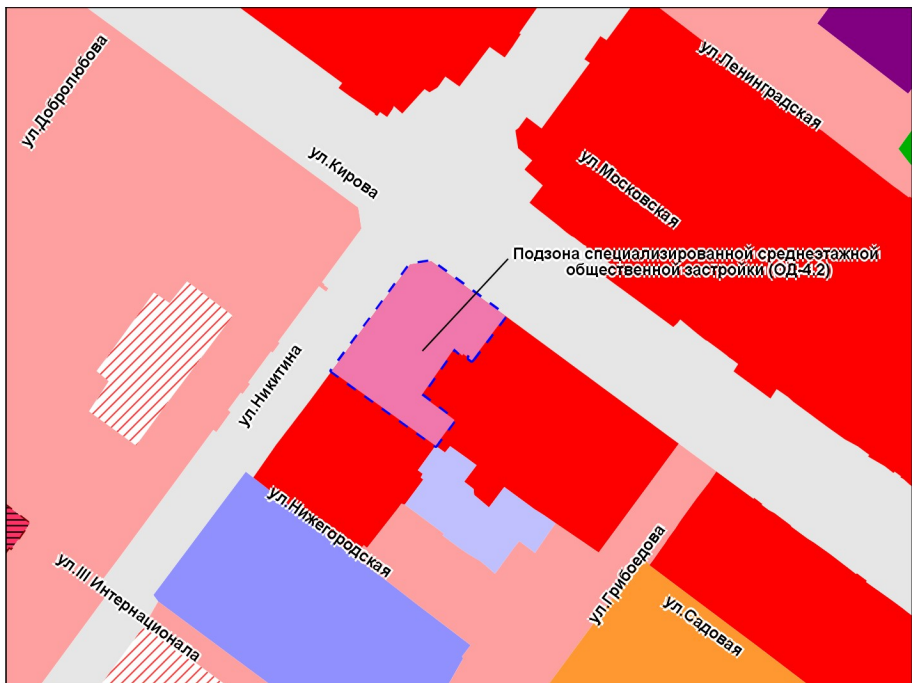 ул.Добролюбова
ул.Ленинградская
ул.Кирова
ул.Московская
Подзона специализированной среднеэтажной
общественной застройки (ОД-4.2)
ул.Никитина
ул.Нижегородская
ул.Грибоедова
ул.III Интернационала
ул.Садовая